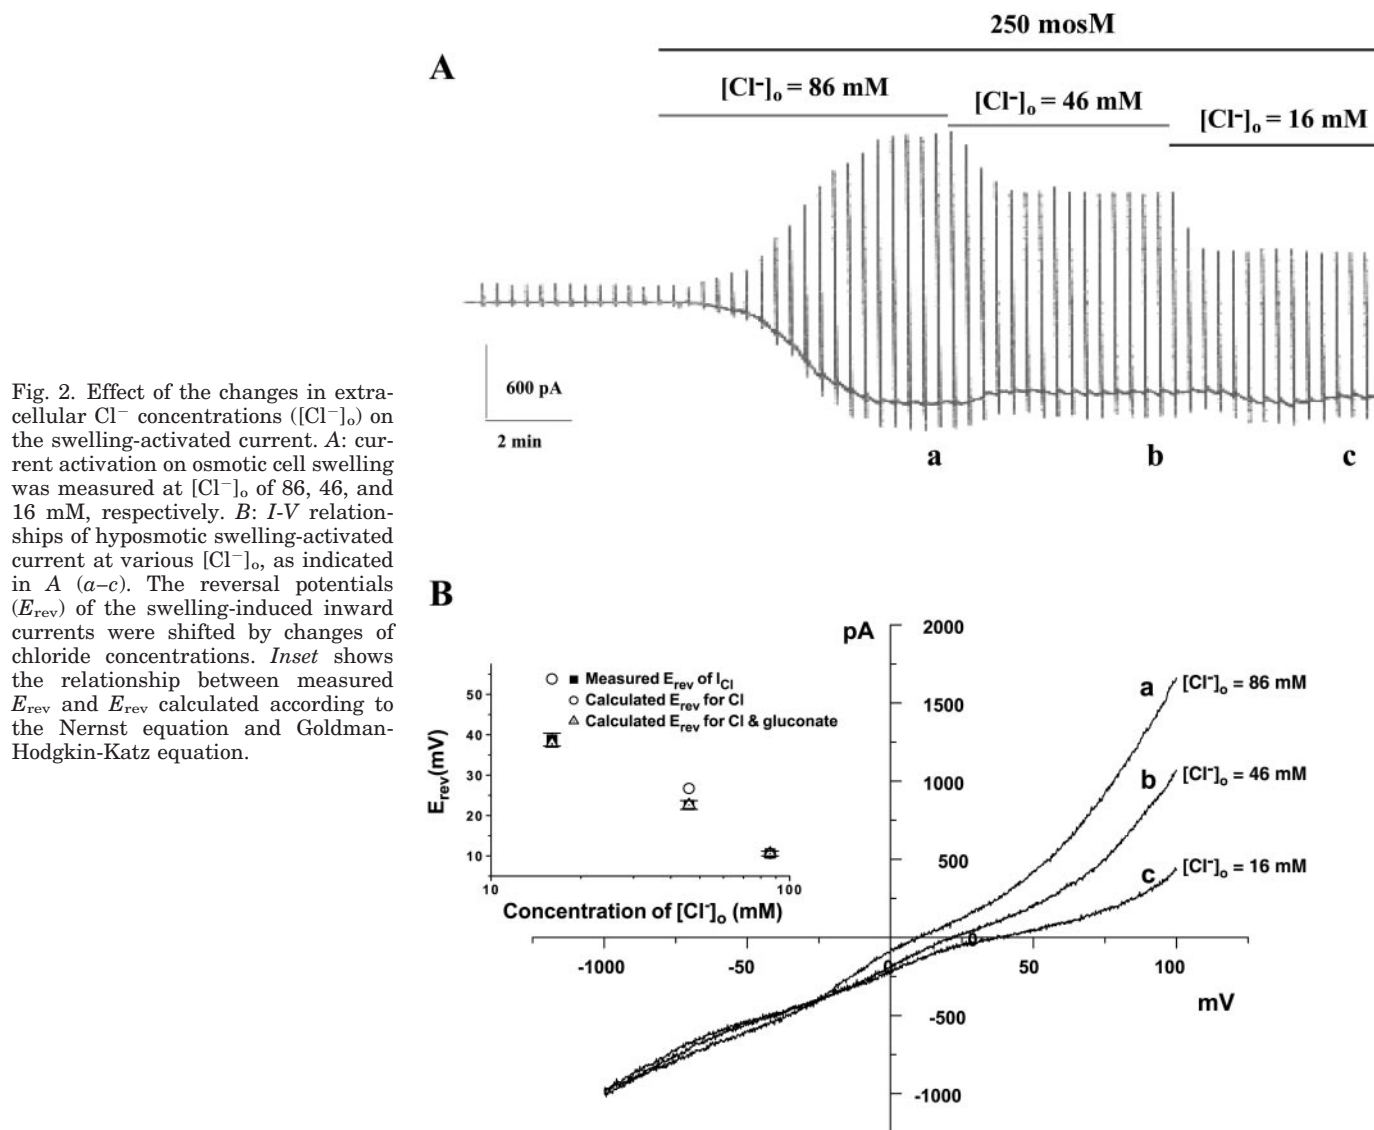 A
250 mosM
[Cl⁻]ₒ = 86 mM
[Cl⁻]ₒ = 46 mM
[Cl⁻]ₒ = 16 mM
600 pA
2 min
a
b
c
Fig. 2. Effect of the changes in extra-
cellular Cl⁻ concentrations ([Cl⁻]ₒ) on
the swelling-activated current. A: cur-
rent activation on osmotic cell swelling
was measured at [Cl⁻]ₒ of 86, 46, and
16 mM, respectively. B: I-V relation-
ships of hyposmotic swelling-activated
current at various [Cl⁻]ₒ, as indicated
in A (a–c). The reversal potentials
(Erev) of the swelling-induced inward
currents were shifted by changes of
chloride concentrations. Inset shows
the relationship between measured
Erev and Erev calculated according to
the Nernst equation and Goldman-
Hodgkin-Katz equation.
B
pA
2000
1500
1000
500
0
-500
-1000
-1000
-50
0
50
100
mV
a
[Cl⁻]ₒ = 86 mM
b
[Cl⁻]ₒ = 46 mM
c
[Cl⁻]ₒ = 16 mM
Measured Erev of ICl
Calculated Erev for Cl
Calculated Erev for Cl & gluconate
Erev(mV)
50
40
30
20
10
10
100
Concentration of [Cl⁻]ₒ (mM)